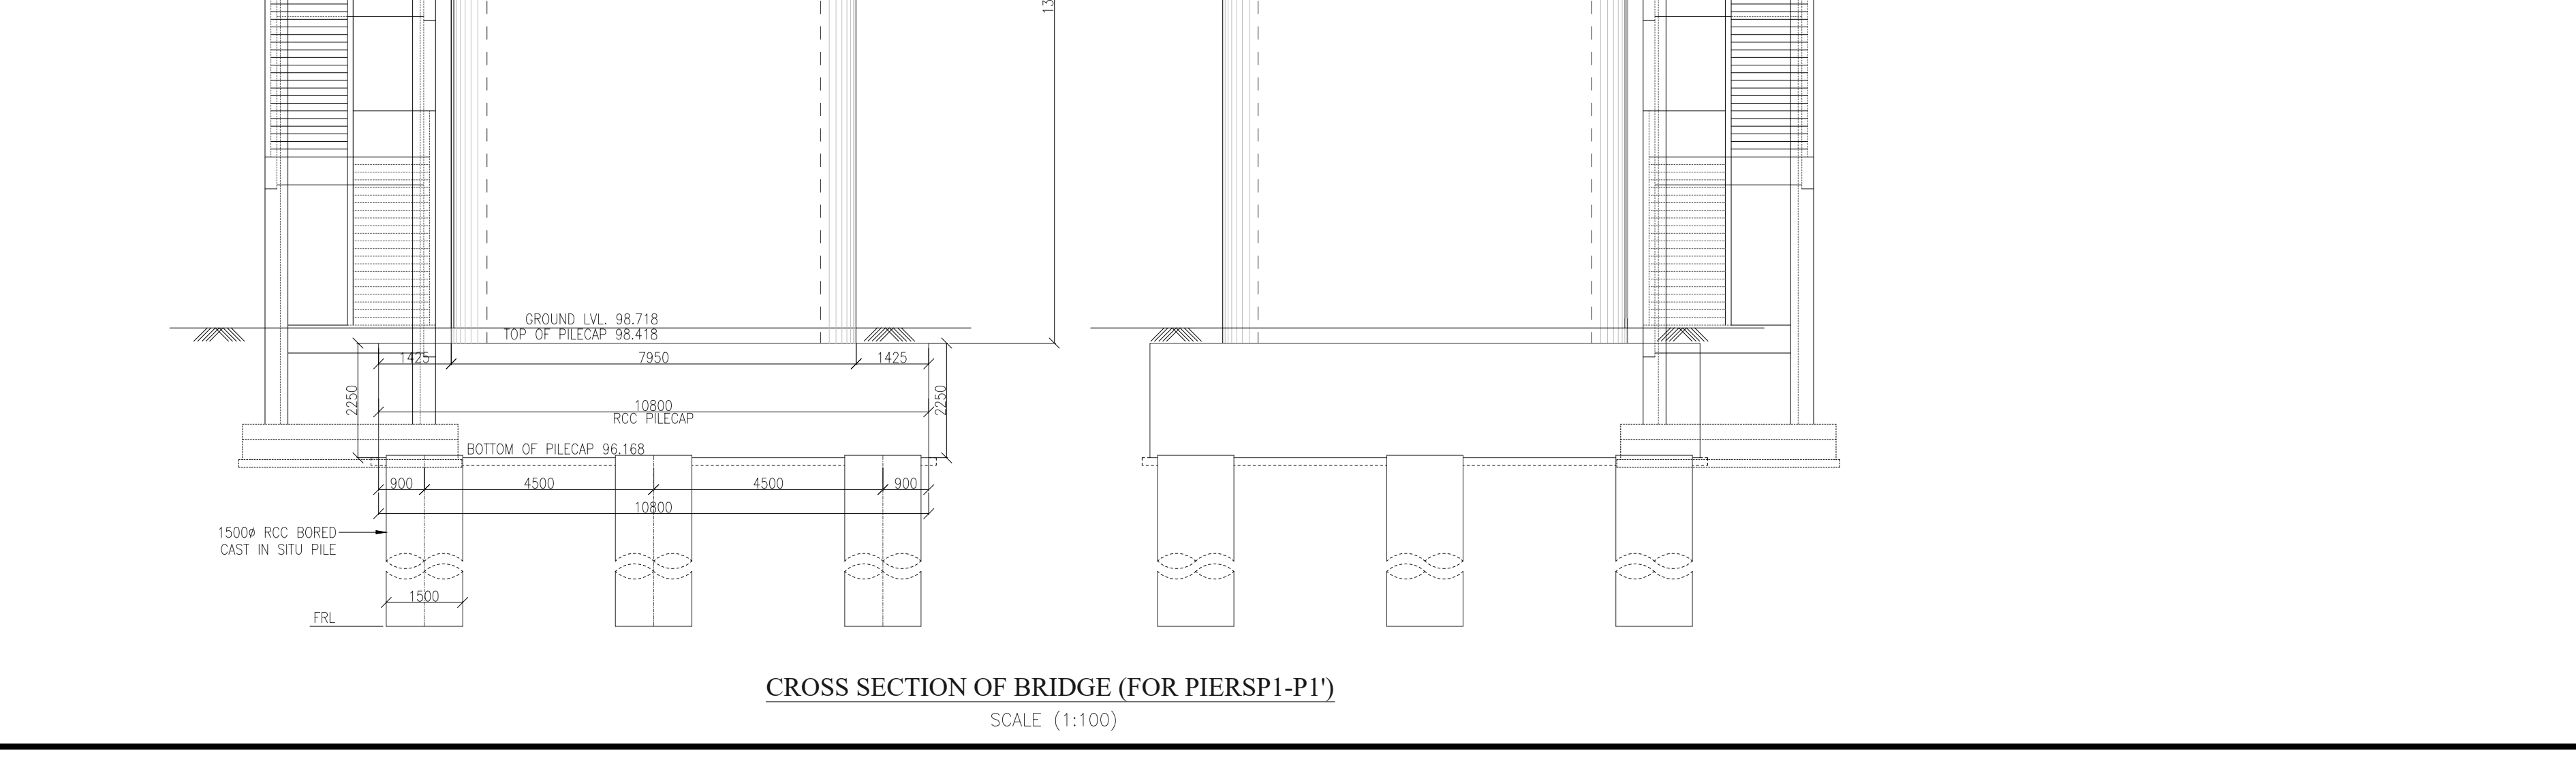 13
GROUND LVL. 98.718
TOP OF PILECAP 98.418
1425
7950
1425
2250
2250
10800
RCC PILECAP
BOTTOM OF PILECAP 96.168
900
4500
4500
900
10800
1500ø RCC BORED
CAST IN SITU PILE
1500
FRL
CROSS SECTION OF BRIDGE (FOR PIERSP1-P1')
SCALE (1:100)